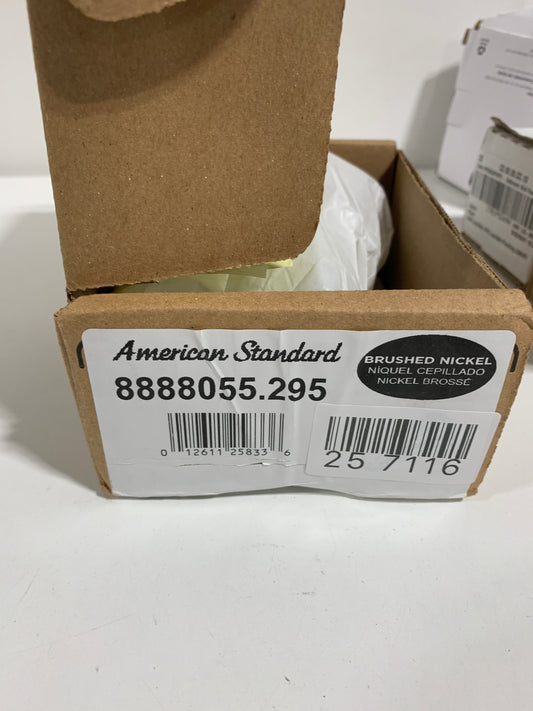 American Standard
8888055.295
BRUSHED NICKEL
NÍQUEL CEPILLADO
NICKEL BROSSÉ
0 12611 25833 6
25 7116